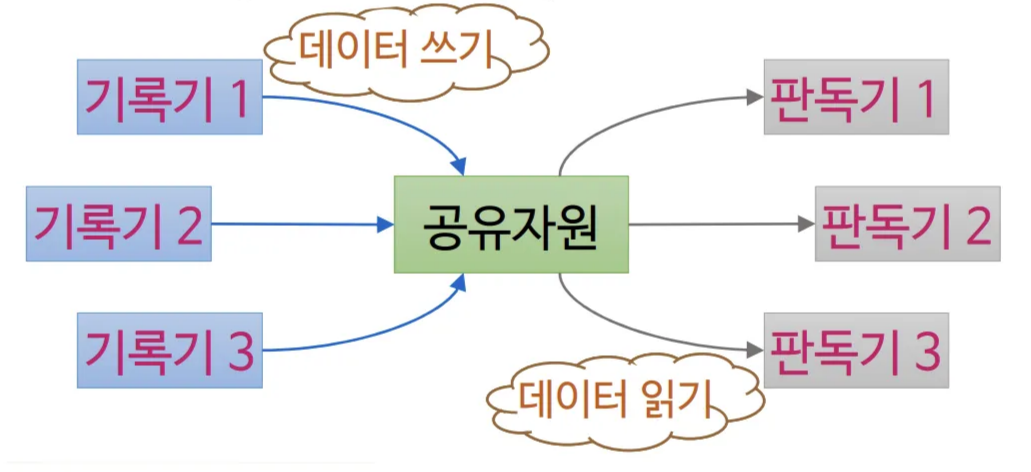 데이터 쓰기
기록기 1
판독기 1
기록기 2
공유자원
판독기 2
기록기 3
판독기 3
데이터 읽기